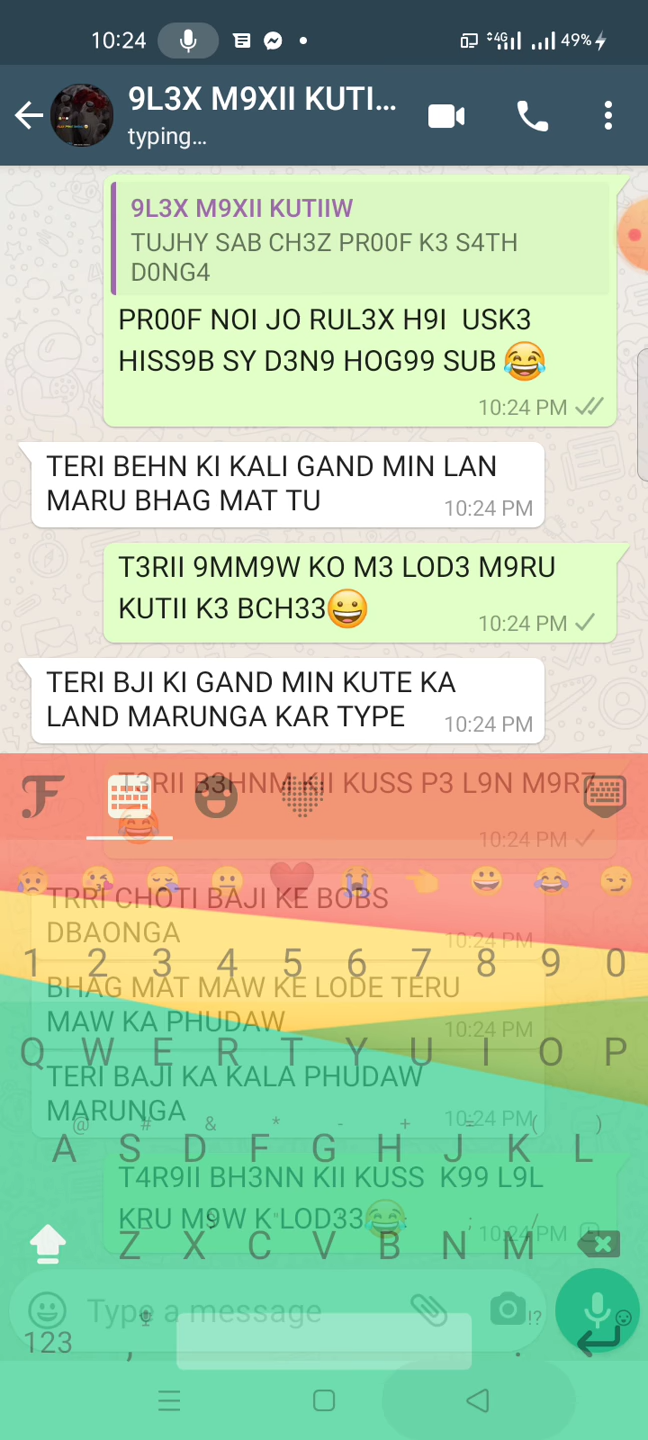 10:24
4G
49%
9L3X M9XII KUTI...
typing...
9L3X M9XII KUTIIW
TUJHY SAB CH3Z PR00F K3 S4TH
D0NG4
PR00F NOI JO RUL3X H9I USK3
HISS9B SY D3N9 HOG99 SUB 😂
10:24 PM
TERI BEHN KI KALI GAND MIN LAN
MARU BHAG MAT TU
10:24 PM
T3RII 9MM9W KO M3 LOD3 M9RU
KUTII K3 BCH33😀
10:24 PM
TERI BJI KI GAND MIN KUTE KA
LAND MARUNGA KAR TYPE
10:24 PM
T3RII B3HNM KII KUSS P3 L9N M9R7
😂
10:24 PM
TRRI CHOTI BAJI KE BOBS
DBAONGA
10:24 PM
1 2 3 4 5 6 7 8 9 0
BHAG MAT MAW KE LODE TERU
MAW KA PHUDAW
10:24 PM
Q W E R T Y U I O P
TERI BAJI KA KALA PHUDAW
MARUNGA
10:24 PM
@ # & * - + = ( )
A S D F G H J K L
T4R9II BH3NN KII KUSS K99 L9L
KRU M9W K LOD33😂
10:24 PM
Z X C V B N M
Type a message
!?
123 , .